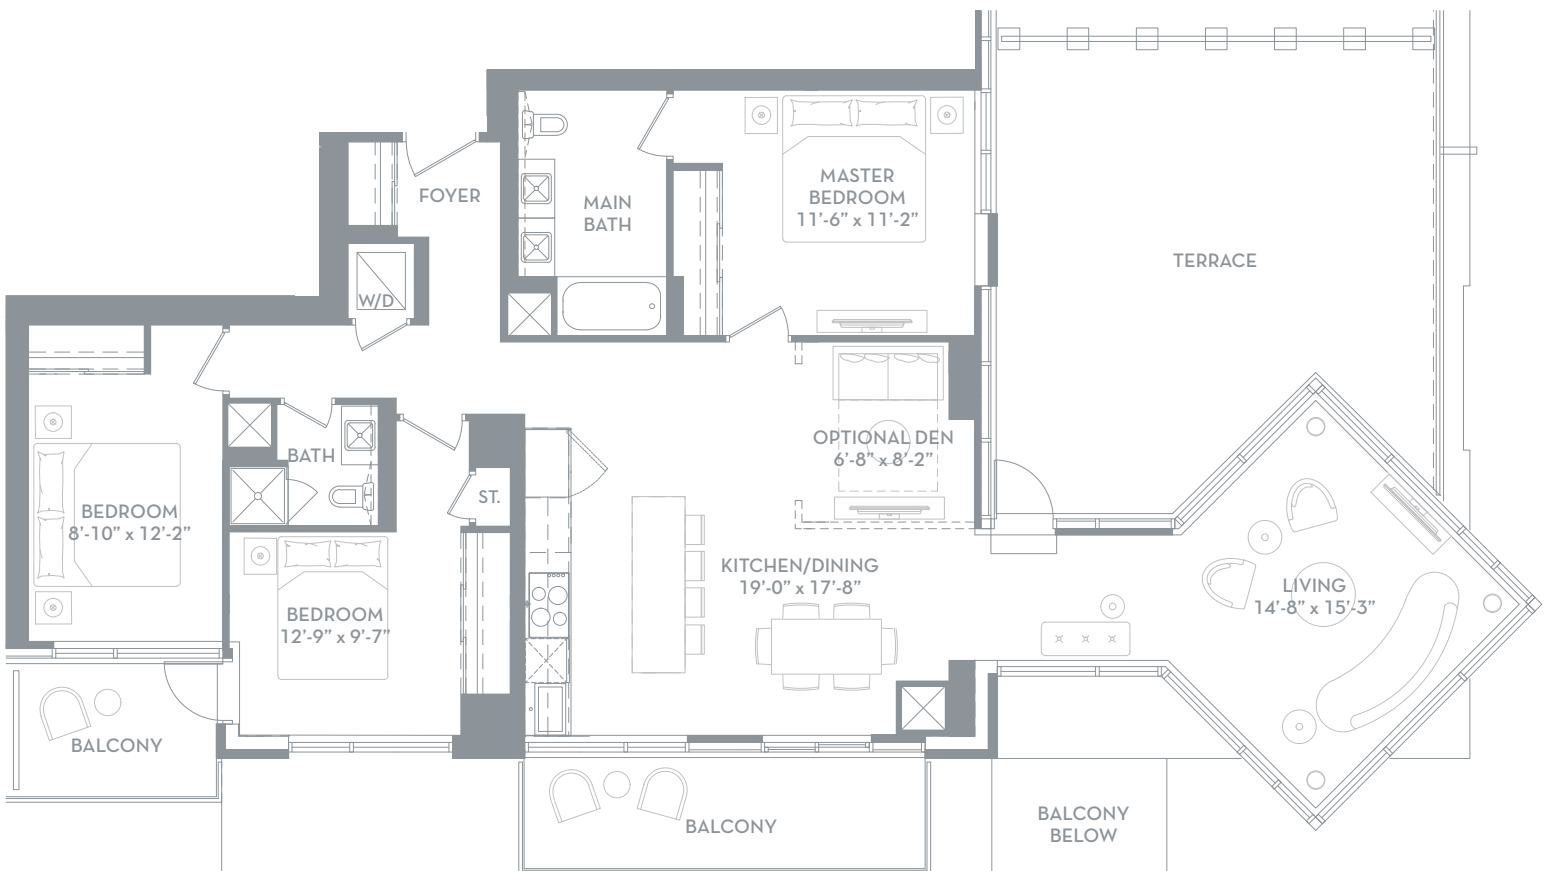 FOYER
MAIN
BATH
MASTER
BEDROOM
11'-6" x 11'-2"
TERRACE
W/D
OPTIONAL DEN
6'-8" x 8'-2"
BATH
ST.
BEDROOM
8'-10" x 12'-2"
KITCHEN/DINING
19'-0" x 17'-8"
LIVING
14'-8" x 15'-3"
BEDROOM
12'-9" x 9'-7"
BALCONY
BALCONY
BALCONY
BELOW